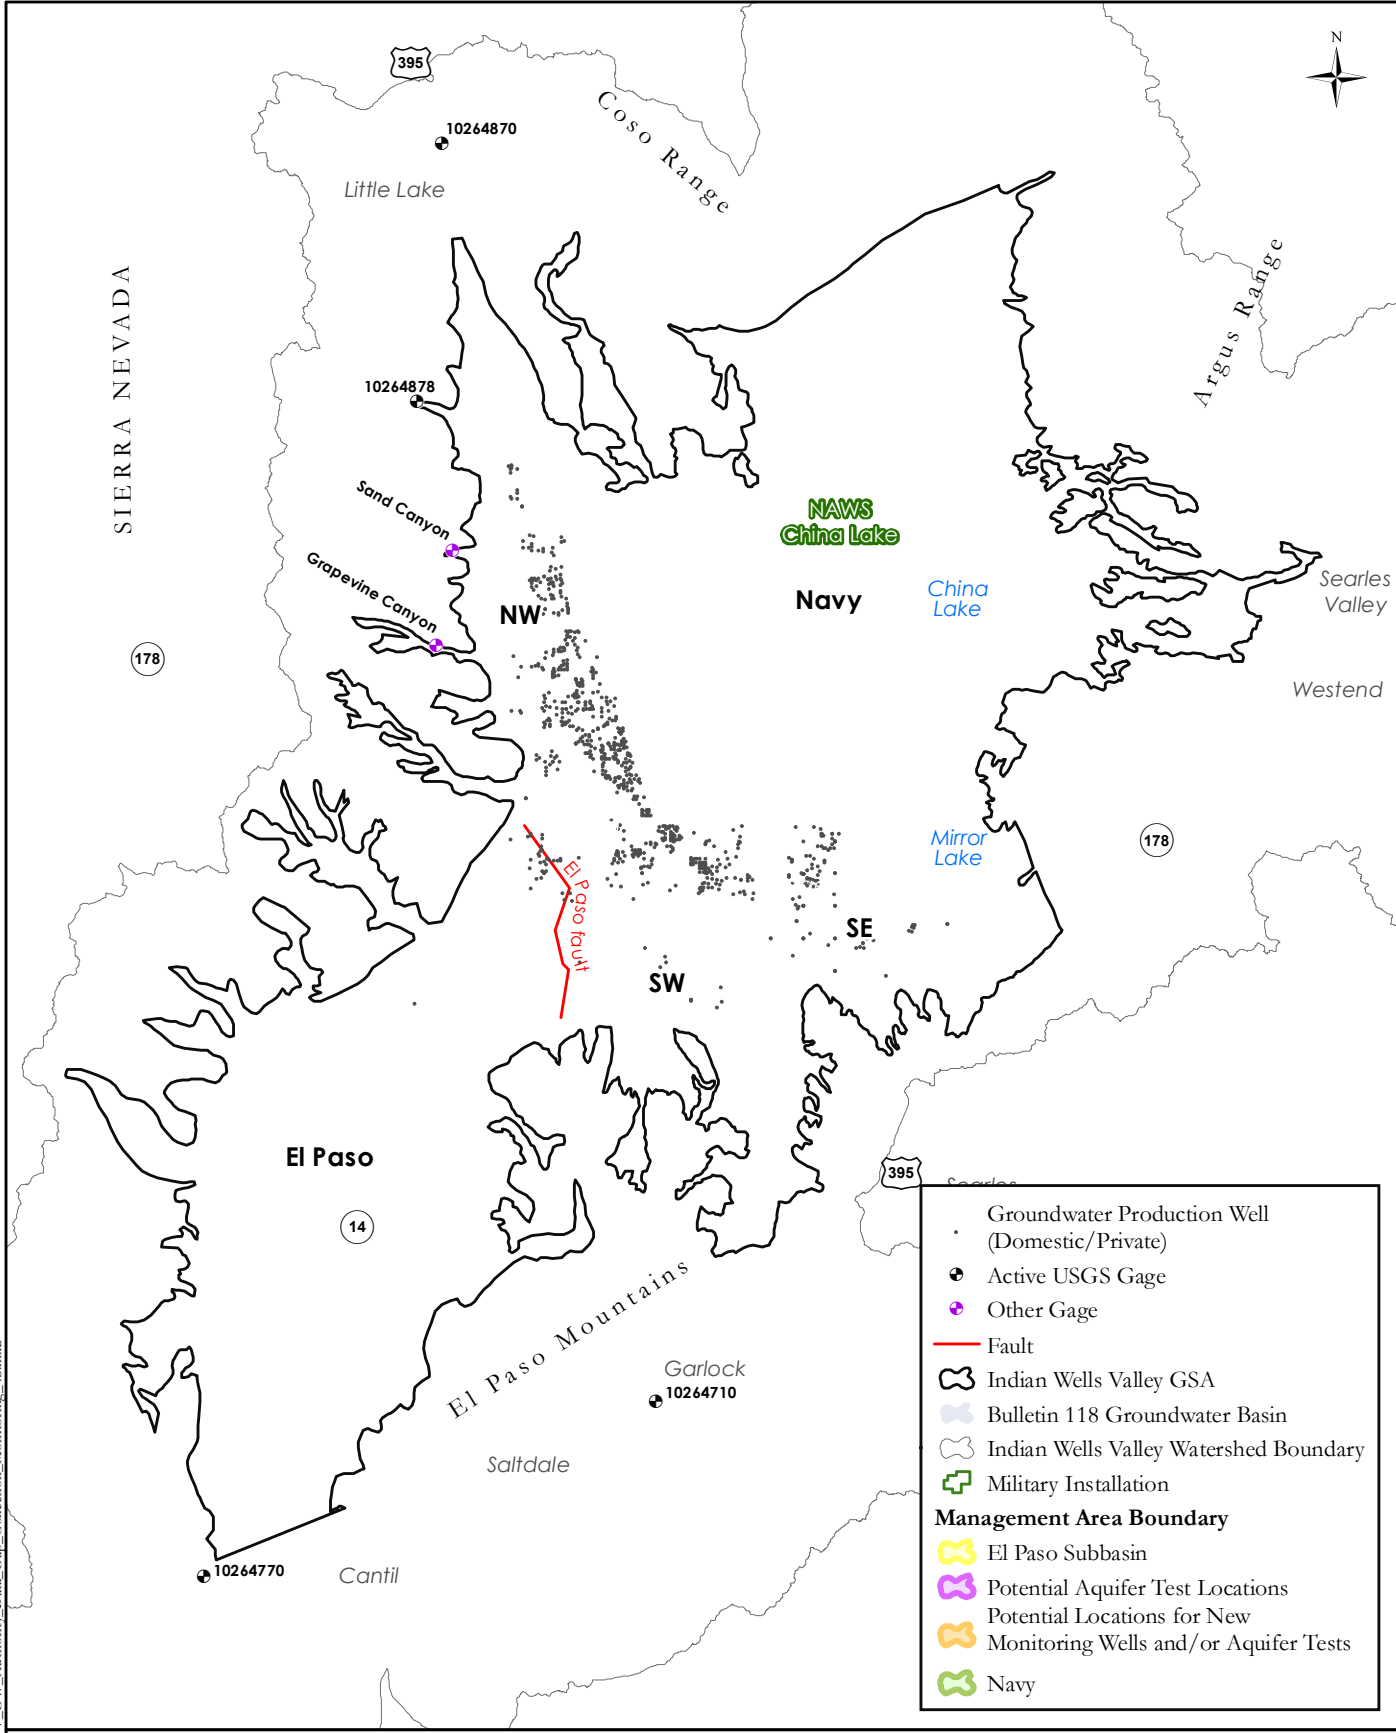 N
395
10264870
Coso Range
Little Lake
SIERRA NEVADA
Argus Range
10264878
Sand Canyon
NAWS
China Lake
Grapevine Canyon
NW
Navy
China
Lake
Searles
Valley
178
Westend
Mirror
Lake
178
El Paso fault
SE
SW
El Paso
395
Searles
14
El Paso Mountains
Garlock
10264710
Saltdale
10264770
Cantil
Groundwater Production Well
(Domestic/Private)
Active USGS Gage
Other Gage
Fault
Indian Wells Valley GSA
Bulletin 118 Groundwater Basin
Indian Wells Valley Watershed Boundary
Military Installation
Management Area Boundary
El Paso Subbasin
Potential Aquifer Test Locations
Potential Locations for New
Monitoring Wells and/or Aquifer Tests
Navy